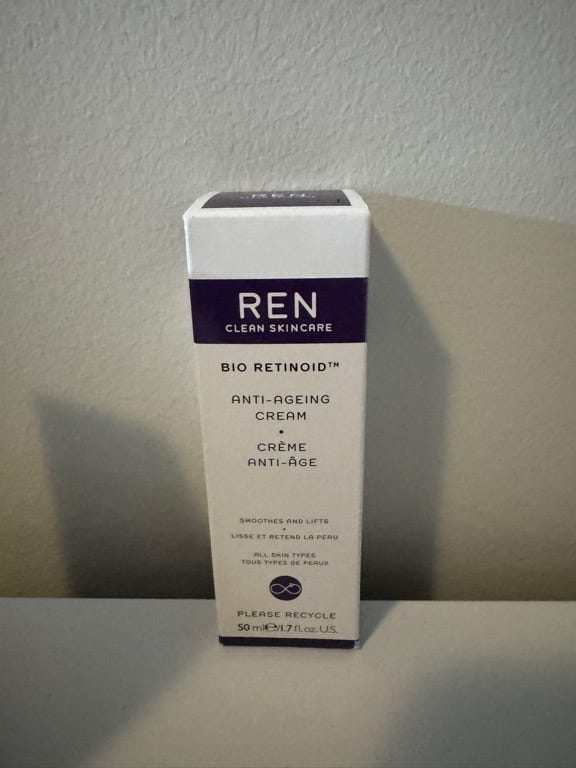 REN
REN
CLEAN SKINCARE
BIO RETINOID™
ANTI-AGEING
CREAM
•
CRÈME
ANTI-ÂGE
SMOOTHES AND LIFTS
•
LISSE ET RETEND LA PEAU
ALL SKIN TYPES
TOUS TYPES DE PEAUX
PLEASE RECYCLE
50 ml℮/1.7 fl.oz. U.S.